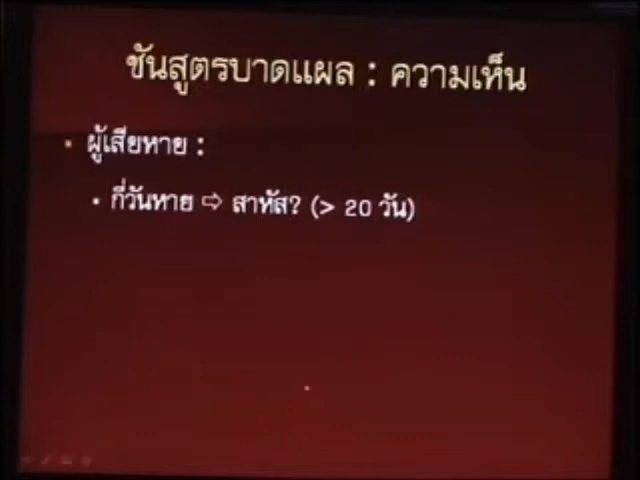 ชันสูตรบาดแผล : ความเห็น
• ผู้เสียหาย :
• กี่วันหาย ⇨ สาหัส? (> 20 วัน)